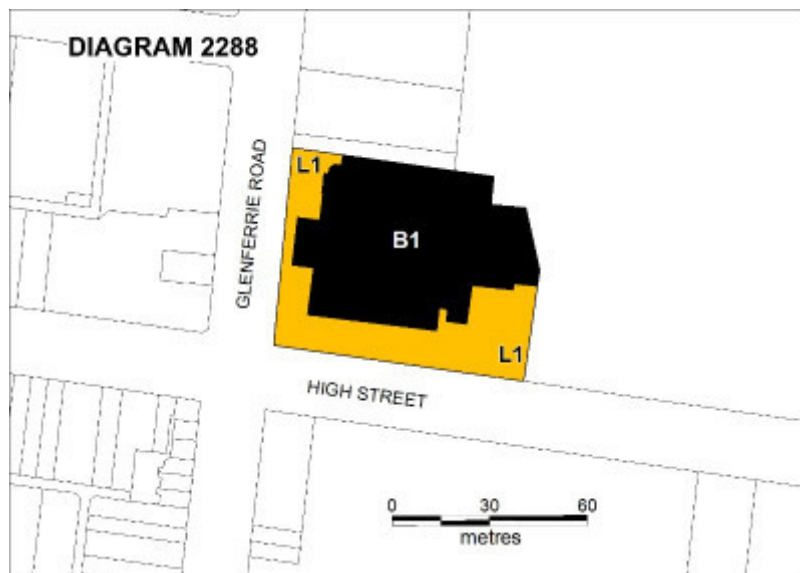 DIAGRAM 2288
L1
GLENFERRIE ROAD
B1
L1
HIGH STREET
0 30 60
metres